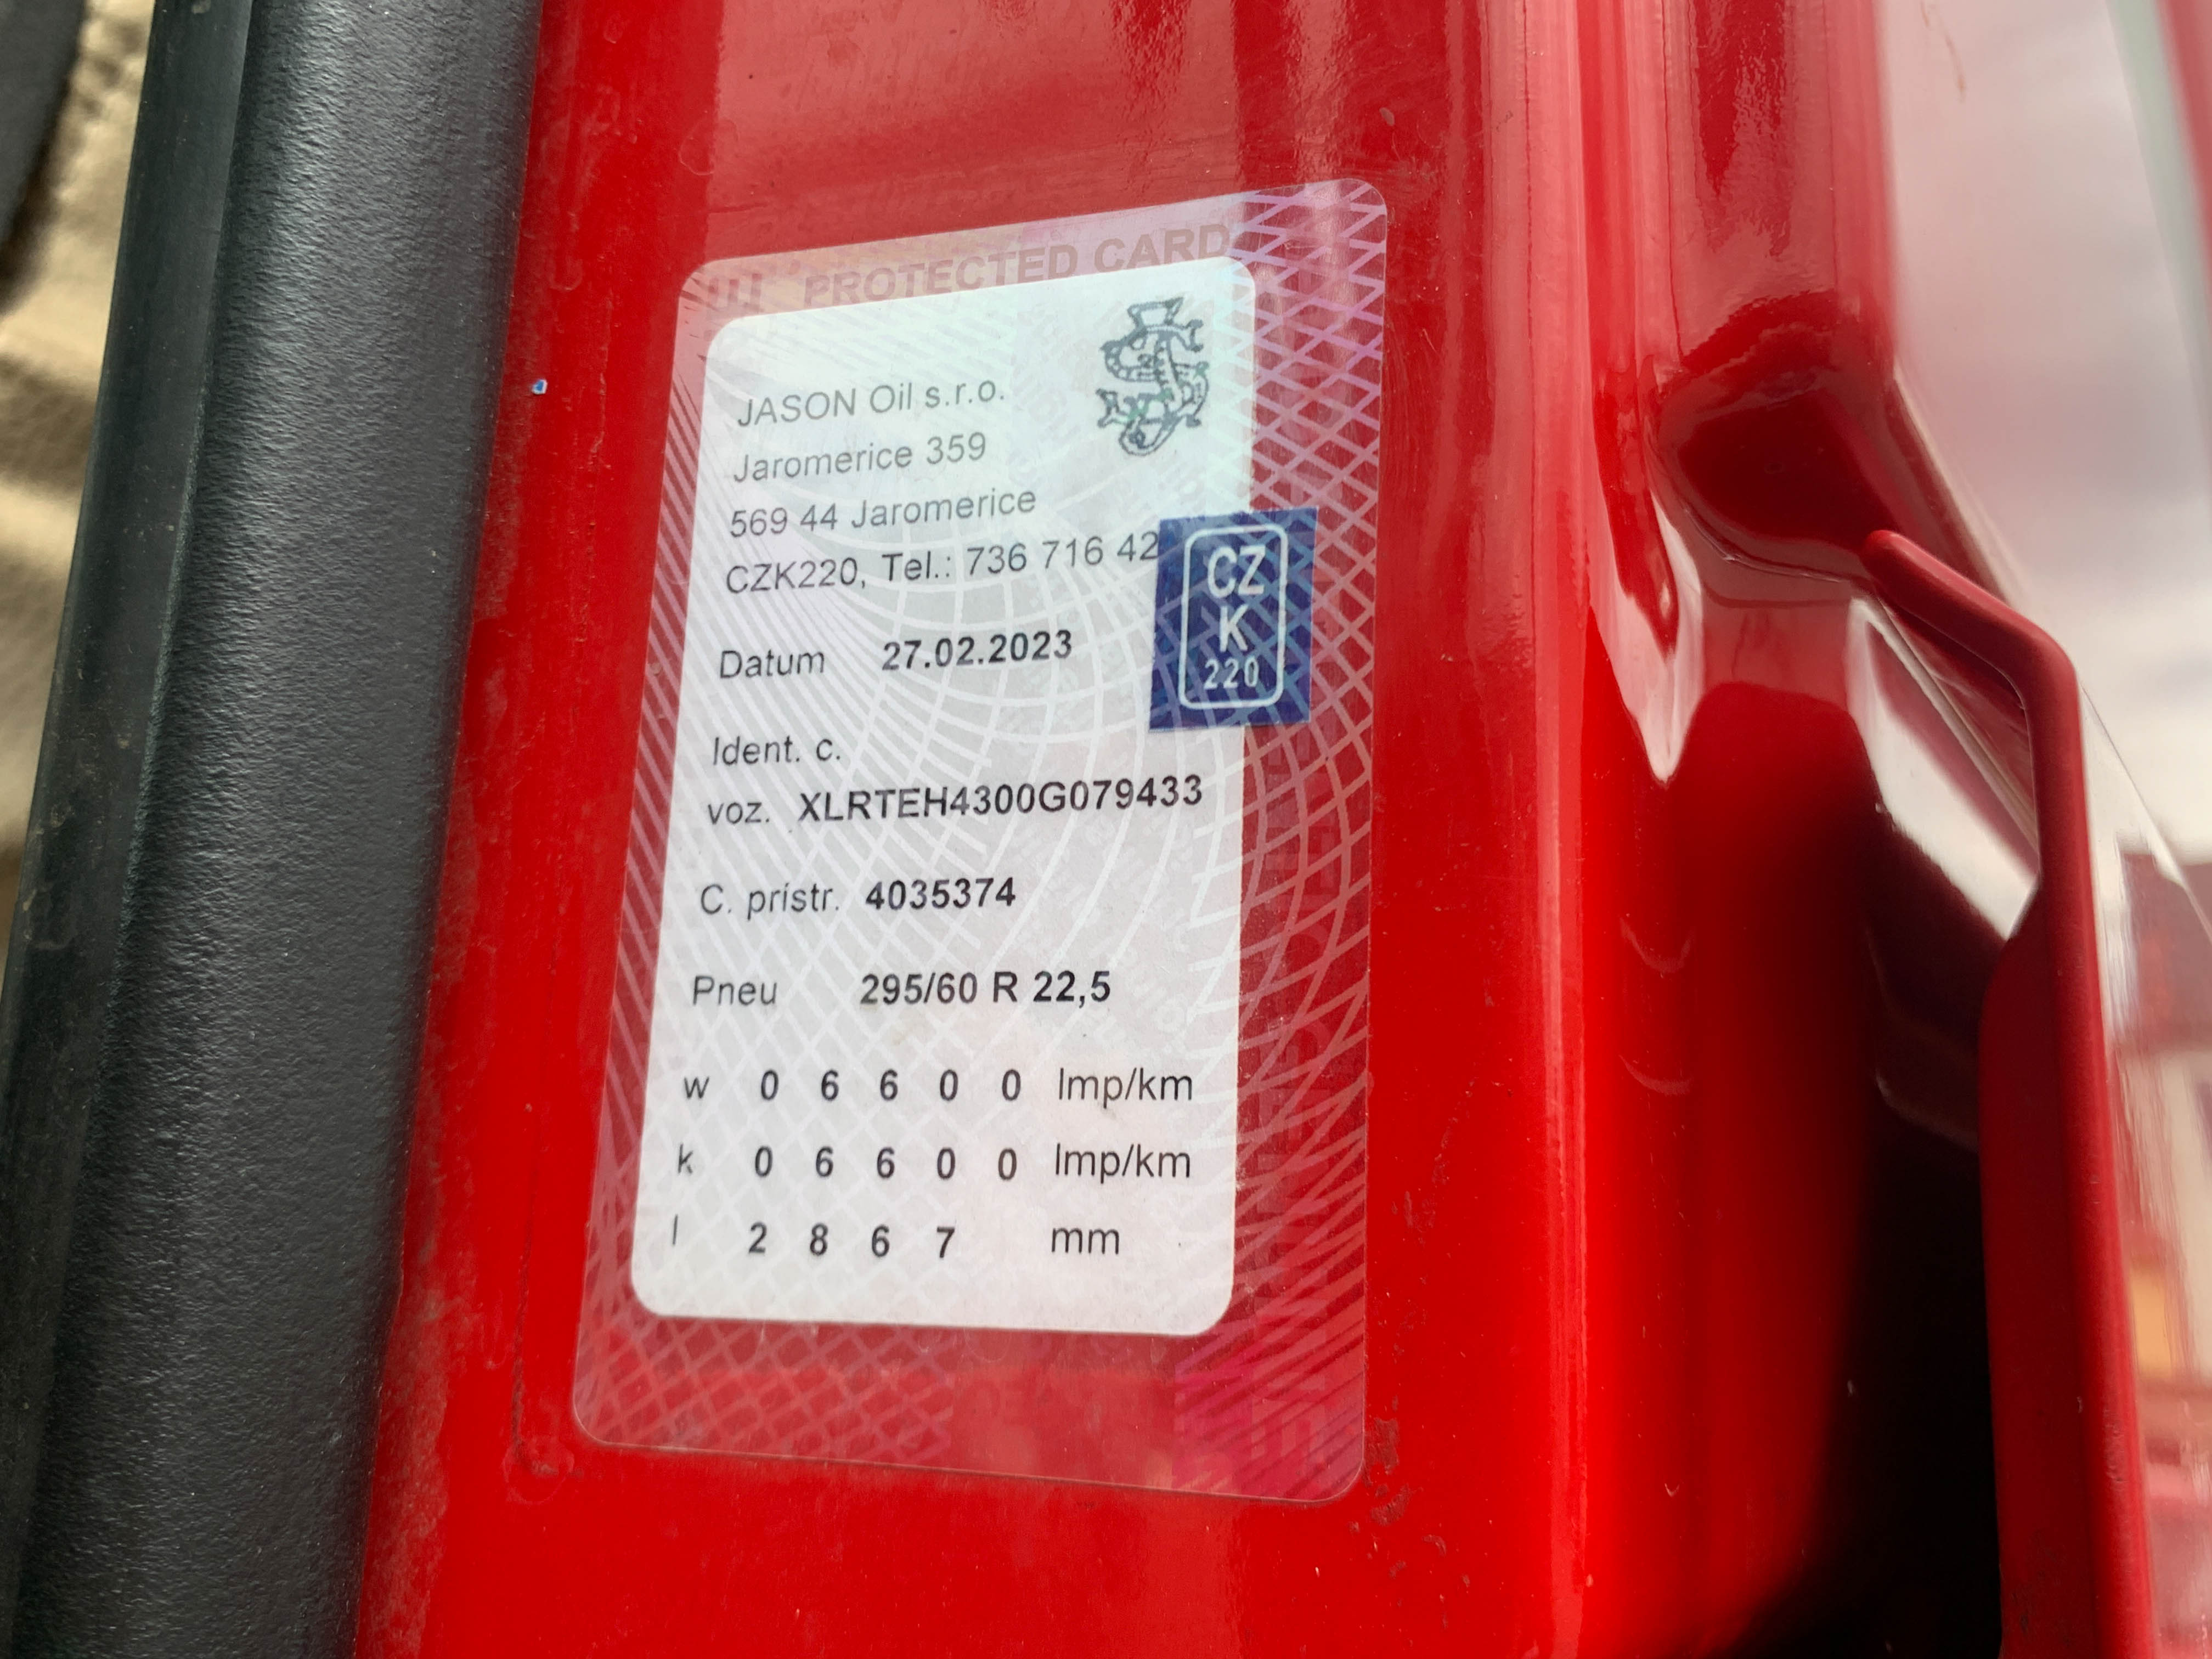 PROTECTED CARD
JASON Oil s.r.o.
Jaromerice 359
569 44 Jaromerice
CZK220, Tel.: 736 716 42
CZ
K
220
Datum 27.02.2023
Ident. c.
voz. XLRTEH4300G079433
C. prístr. 4035374
Pneu 295/60 R 22,5
w 0 6 6 0 0 Imp/km
k 0 6 6 0 0 Imp/km
l 2 8 6 7 mm